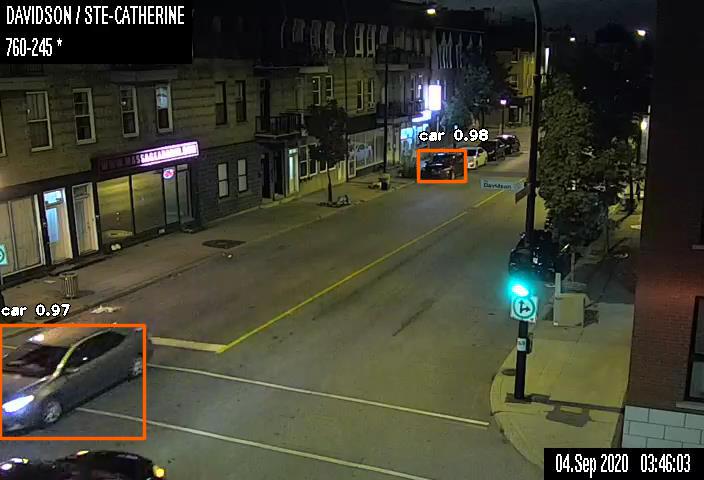 DAVIDSON / STE-CATHERINE
760-245 *
car 0.98
Davidson
car 0.97
04.Sep 2020 03:46:03